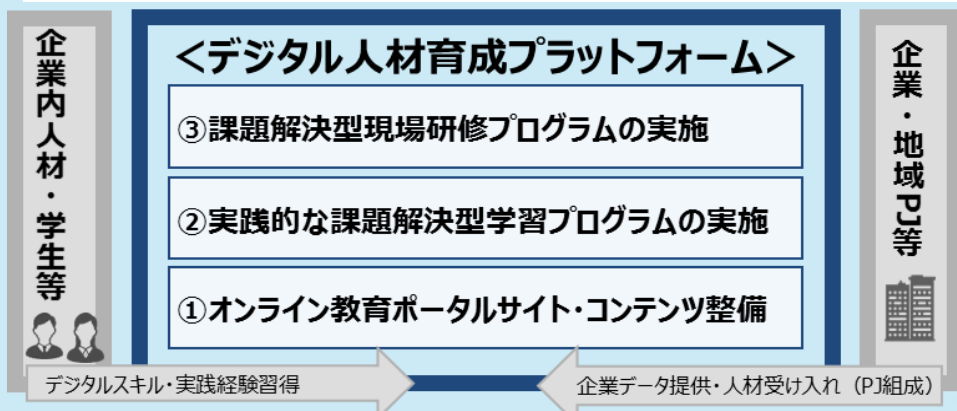 企業内人材・学生等
＜デジタル人材育成プラットフォーム＞
③課題解決型現場研修プログラムの実施
②実践的な課題解決型学習プログラムの実施
①オンライン教育ポータルサイト・コンテンツ整備
企業・地域PJ等
デジタルスキル・実践経験習得
企業データ提供・人材受け入れ（PJ組成）